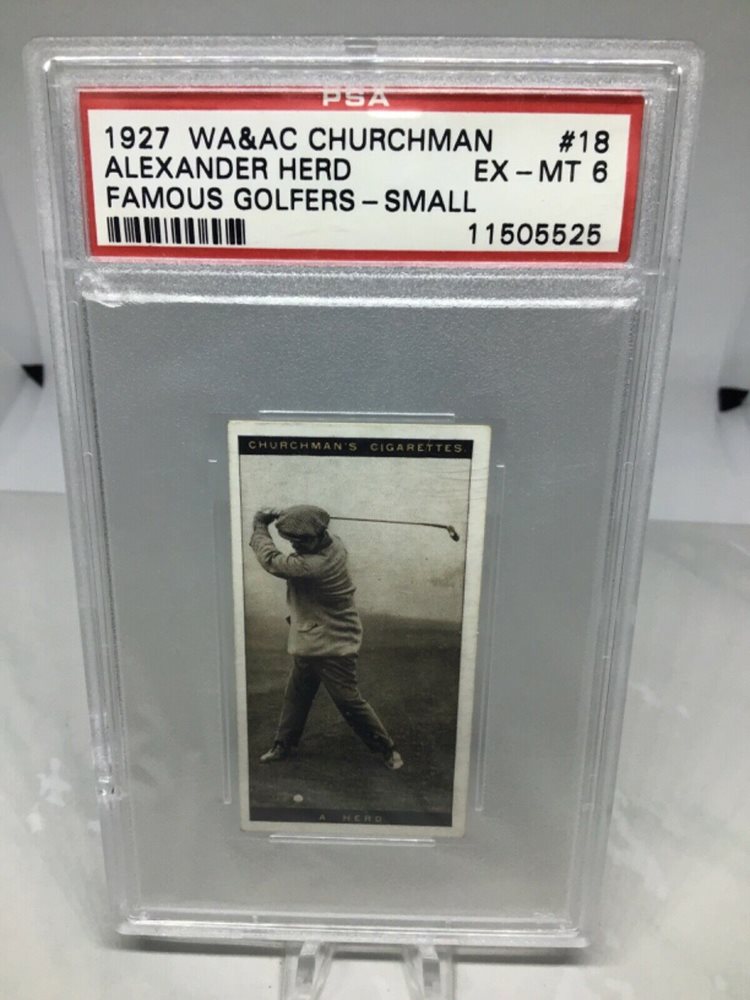 PSA
1927 WA&AC CHURCHMAN #18
ALEXANDER HERD EX-MT 6
FAMOUS GOLFERS-SMALL
11505525
CHURCHMAN'S CIGARETTES.
A HERD.